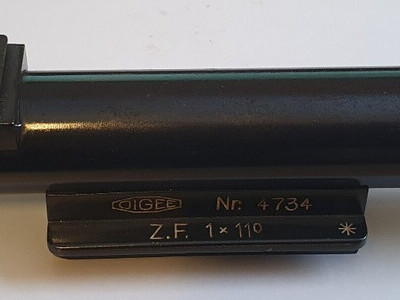 OIGEE Nr. 4734
Z.F. 1×11° *